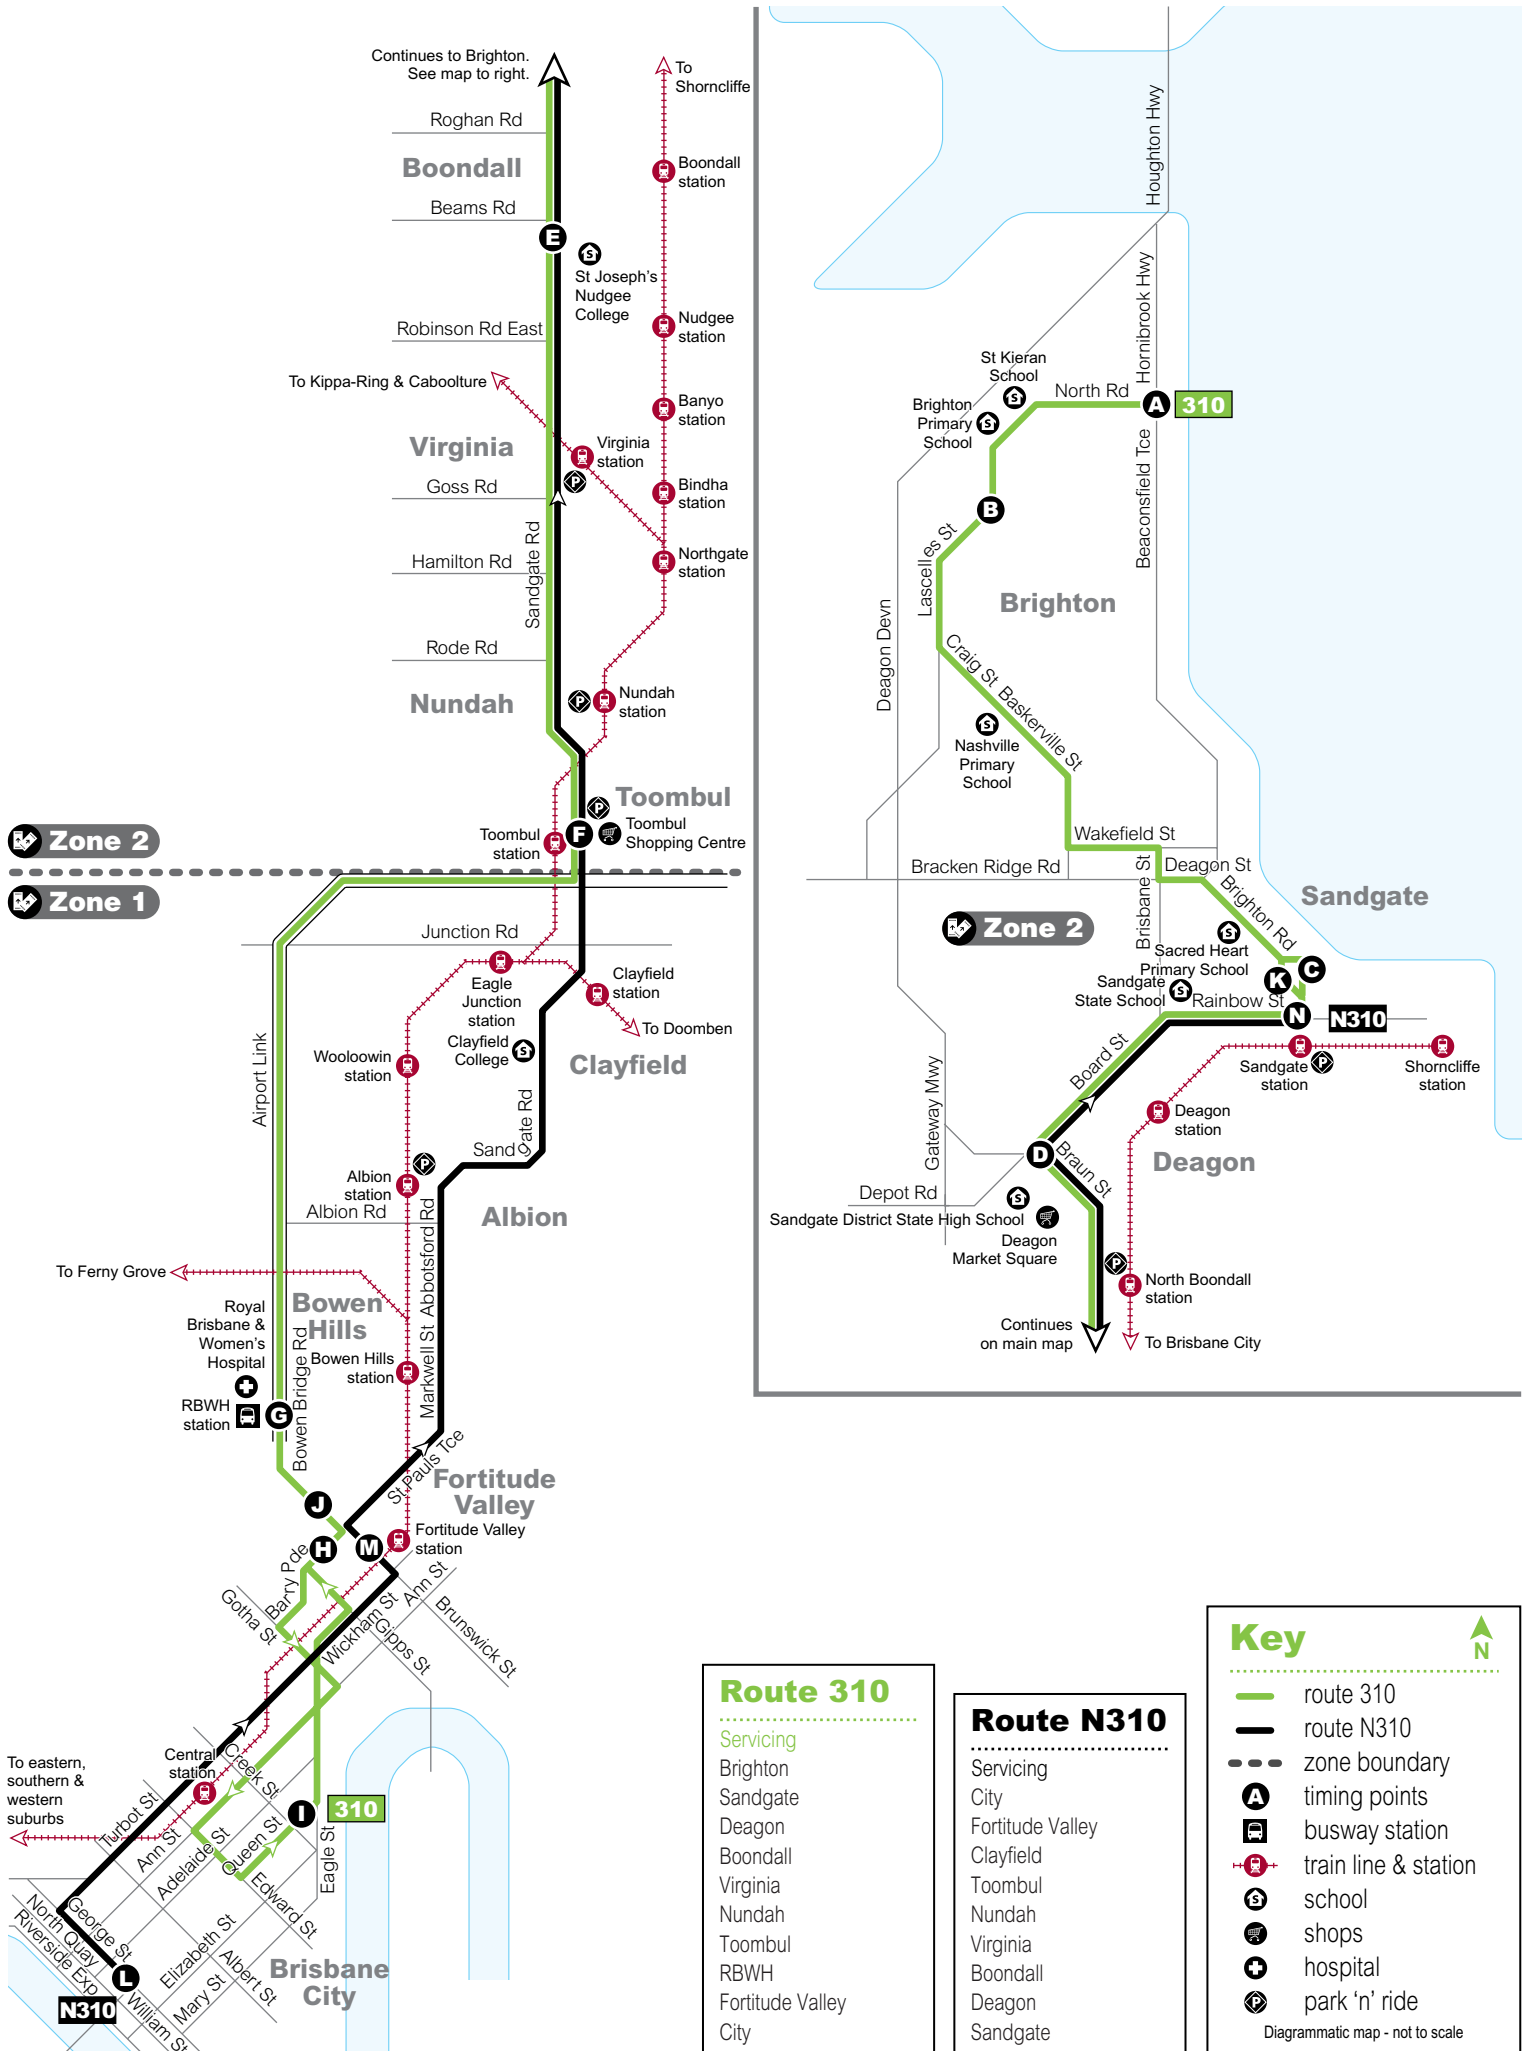 Continues to Brighton.
See map to right.
To
Shorncliffe
Roghan Rd
Boondall
Boondall
station
Beams Rd
E
St Joseph's
Nudgee
College
Robinson Rd East
Nudgee
station
To Kippa-Ring & Caboolture
Banyo
station
Virginia
Virginia
station
P
Goss Rd
Bindha
station
Sandgate Rd
Hamilton Rd
Northgate
station
Rode Rd
Nundah
P
Nundah
station
Toombul
P
Toombul
station
F
Toombul
Shopping Centre
Zone 2
Zone 1
Junction Rd
Eagle
Junction
station
Clayfield
station
To Doomben
Clayfield
College
Clayfield
Airport Link
Wooloowin
station
Sandgate Rd
P
Albion
station
Albion Rd
Albion
Markwell St
Abbotsford Rd
To Ferny Grove
Bowen
Hills
Royal
Brisbane &
Women's
Hospital
Bowen Hills
station
RBWH
station
G
Bowen Bridge Rd
St Pauls Tce
Fortitude
Valley
J
H
M
Fortitude Valley
station
Barry Pde
Gotha St
Wickham St
Ann St
Gipps St
Brunswick St
To eastern,
southern &
western
suburbs
Central
station
Creek St
Turbot St
Ann St
Adelaide St
Queen St
I
310
Eagle St
Edward St
George St
North Quay
Riverside Exp
L
N310
William St
Elizabeth St
Mary St
Albert St
Brisbane
City
Houghton Hwy
Hornibrook Hwy
St Kieran
School
North Rd
A
310
Brighton
Primary
School
B
Beaconsfield Tce
Lascelles St
Brighton
Deagon Devn
Craig St
Baskerville St
Nashville
Primary
School
Wakefield St
Bracken Ridge Rd
Brisbane St
Deagon St
Brighton Rd
Sandgate
Zone 2
Sacred Heart
Primary School
C
K
Sandgate
State School
Rainbow St
N
N310
Board St
Sandgate
station
P
Shorncliffe
station
Gateway Mwy
Deagon
station
D
Braun St
Deagon
Depot Rd
Sandgate District State High School
Deagon
Market Square
P
North Boondall
station
Continues
on main map
To Brisbane City
Route 310
Servicing
Brighton
Sandgate
Deagon
Boondall
Virginia
Nundah
Toombul
RBWH
Fortitude Valley
City
Route N310
Servicing
City
Fortitude Valley
Clayfield
Toombul
Nundah
Virginia
Boondall
Deagon
Sandgate
Key
N
route 310
route N310
zone boundary
A timing points
busway station
train line & station
S school
shops
hospital
P park 'n' ride
Diagrammatic map - not to scale